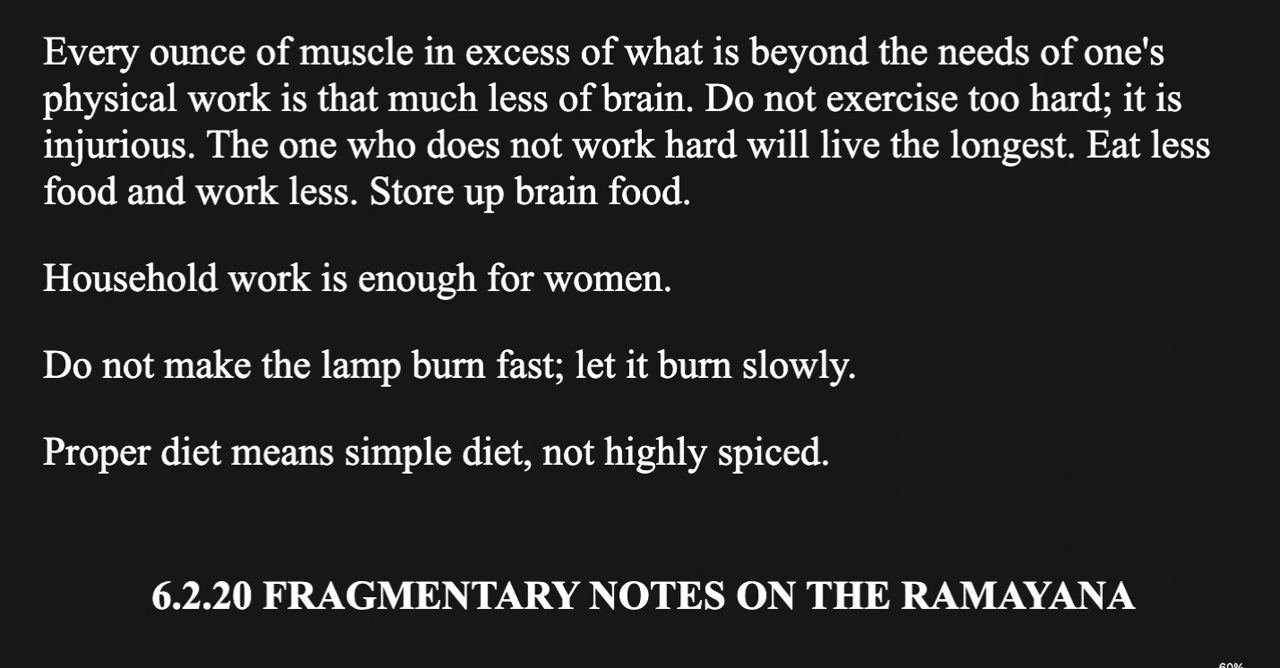 Every ounce of muscle in excess of what is beyond the needs of one's
physical work is that much less of brain. Do not exercise too hard; it is
injurious. The one who does not work hard will live the longest. Eat less
food and work less. Store up brain food.
Household work is enough for women.
Do not make the lamp burn fast; let it burn slowly.
Proper diet means simple diet, not highly spiced.
6.2.20 FRAGMENTARY NOTES ON THE RAMAYANA
60%